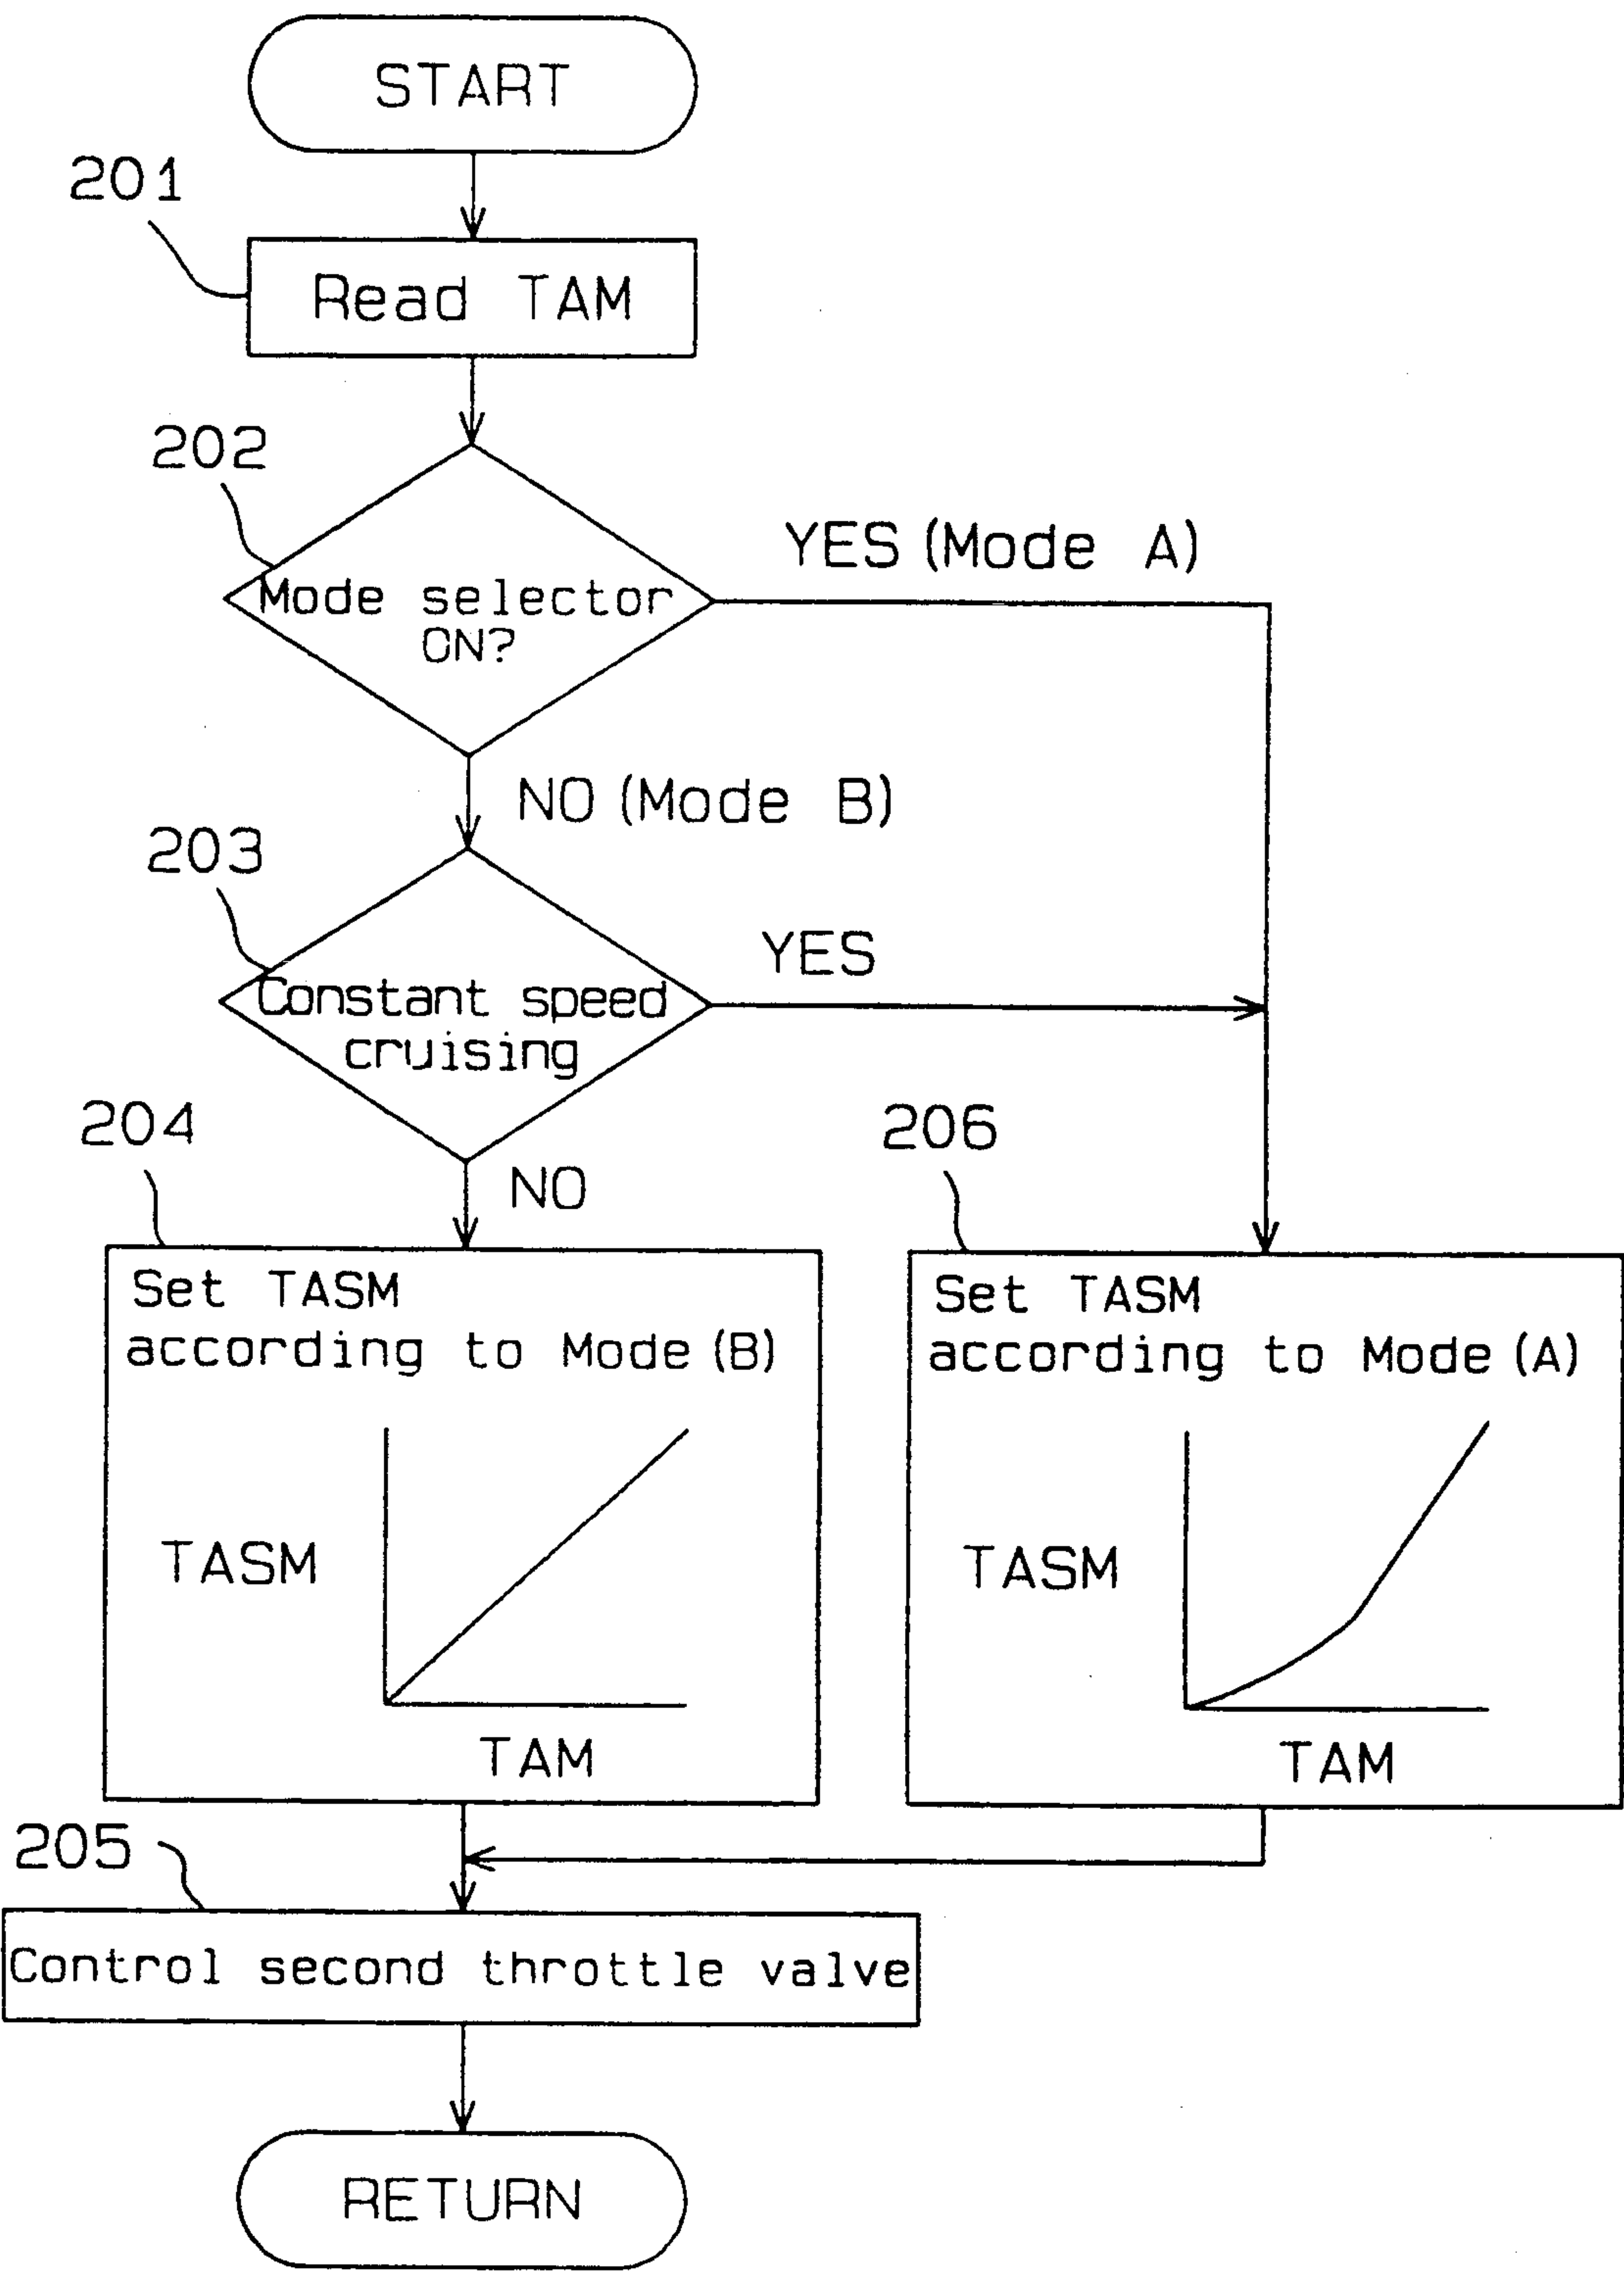 START
201
Read TAM
202
YES (Mode A)
Mode selector
ON?
NO (Mode B)
203
YES
Constant speed
cruising
204
206
NO
Set TASM
according to Mode (B)
TASM
TAM
Set TASM
according to Mode (A)
TASM
TAM
205
Control second throttle valve
RETURN